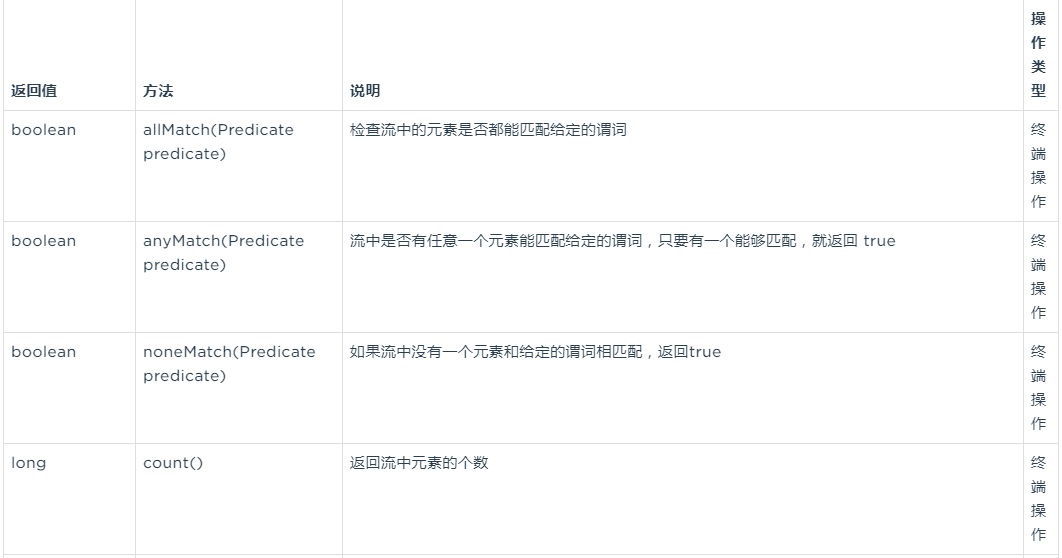 返回值
方法
说明
操
作
类
型
boolean
allMatch(Predicate
predicate)
检查流中的元素是否都能匹配给定的谓词
终
端
操
作
boolean
anyMatch(Predicate
predicate)
流中是否有任意一个元素能匹配给定的谓词，只要有一个能够匹配，就返回 true
终
端
操
作
boolean
noneMatch(Predicate
predicate)
如果流中没有一个元素和给定的谓词相匹配，返回true
终
端
操
作
long
count()
返回流中元素的个数
终
端
操
作